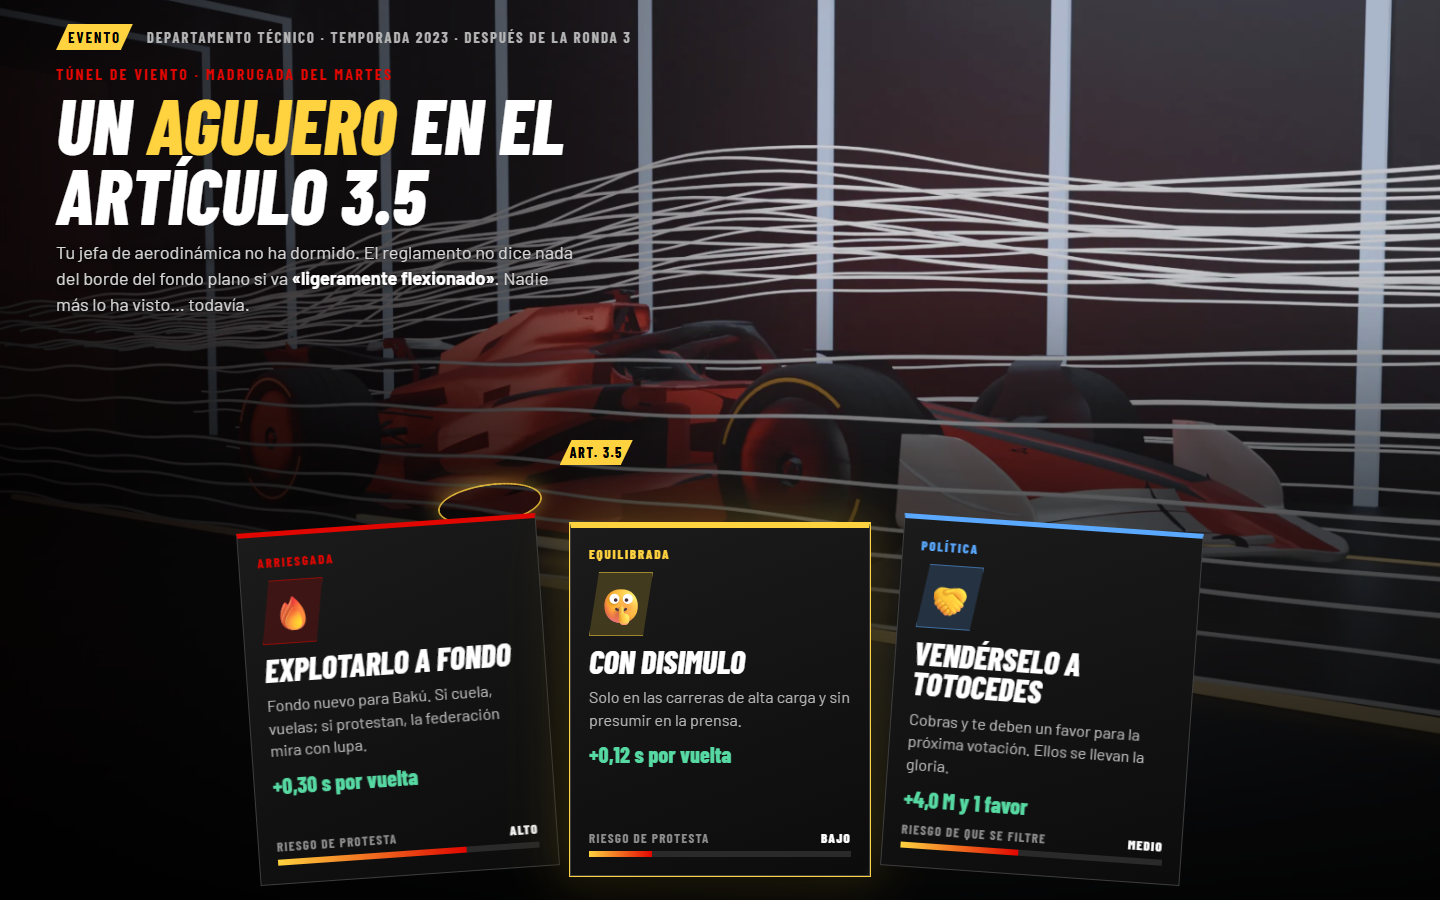 EVENTO
DEPARTAMENTO TÉCNICO · TEMPORADA 2023 · DESPUÉS DE LA RONDA 3
TÚNEL DE VIENTO · MADRUGADA DEL MARTES
UN AGUJERO EN EL
ARTÍCULO 3.5
Tu jefa de aerodinámica no ha dormido. El reglamento no dice nada
del borde del fondo plano si va «ligeramente flexionado». Nadie
más lo ha visto... todavía.
ART. 3.5
ARRIESGADA
EXPLOTARLO A FONDO
Fondo nuevo para Bakú. Si cuela,
vuelas; si protestan, la federación
mira con lupa.
+0,30 s por vuelta
RIESGO DE PROTESTA ALTO
EQUILIBRADA
CON DISIMULO
Solo en las carreras de alta carga y sin
presumir en la prensa.
+0,12 s por vuelta
RIESGO DE PROTESTA BAJO
POLÍTICA
VENDÉRSELO A
TOTOCEDES
Cobras y te deben un favor para la
próxima votación. Ellos se llevan la
gloria.
+4,0 M y 1 favor
RIESGO DE QUE SE FILTRE MEDIO